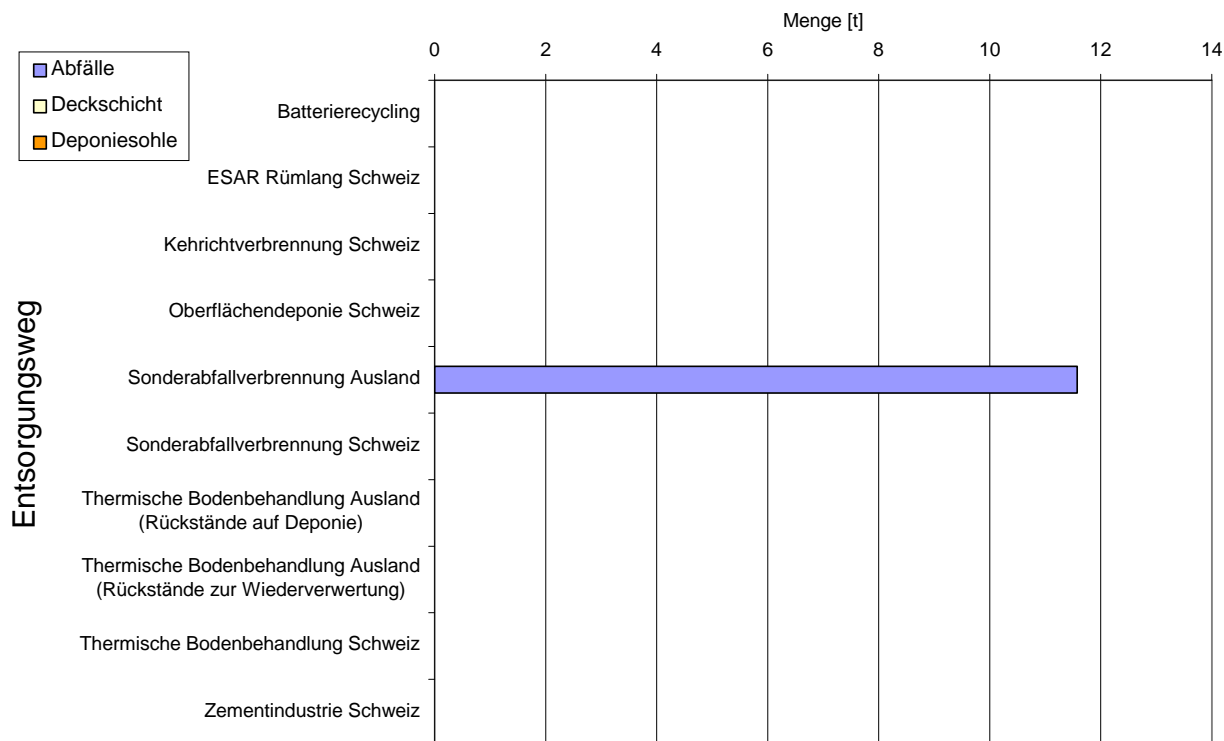 Menge [t]
0 2 4 6 8 10 12 14
Abfälle
Deckschicht
Deponiesohle
Entsorgungsweg
Batterierecycling
ESAR Rümlang Schweiz
Kehrichtverbrennung Schweiz
Oberflächendeponie Schweiz
Sonderabfallverbrennung Ausland
Sonderabfallverbrennung Schweiz
Thermische Bodenbehandlung Ausland
(Rückstände auf Deponie)
Thermische Bodenbehandlung Ausland
(Rückstände zur Wiederverwertung)
Thermische Bodenbehandlung Schweiz
Zementindustrie Schweiz